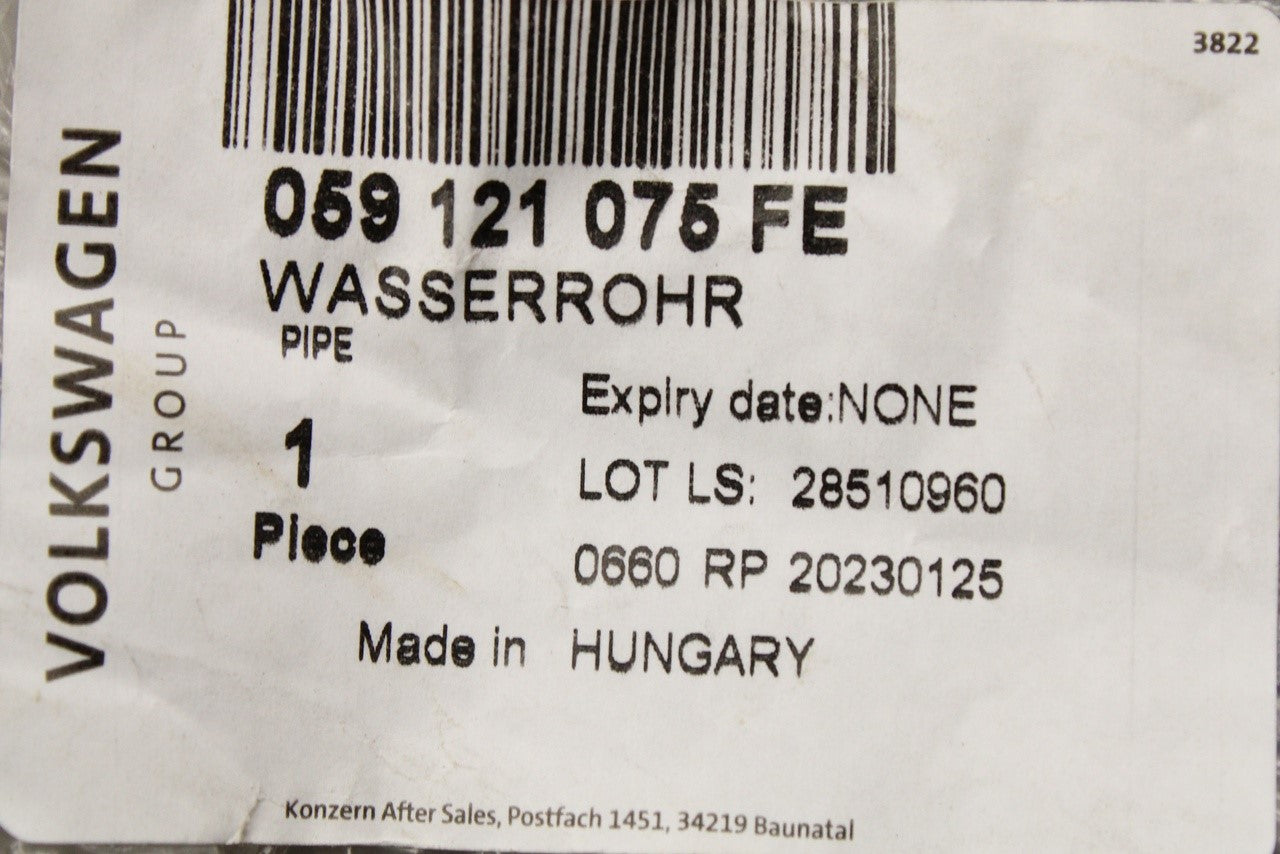 3822
VOLKSWAGEN
GROUP
059 121 075 FE
WASSERROHR
PIPE
Expiry date:NONE
1
LOT LS: 28510960
Piece
0660 RP 20230125
Made in HUNGARY
Konzern After Sales, Postfach 1451, 34219 Baunatal